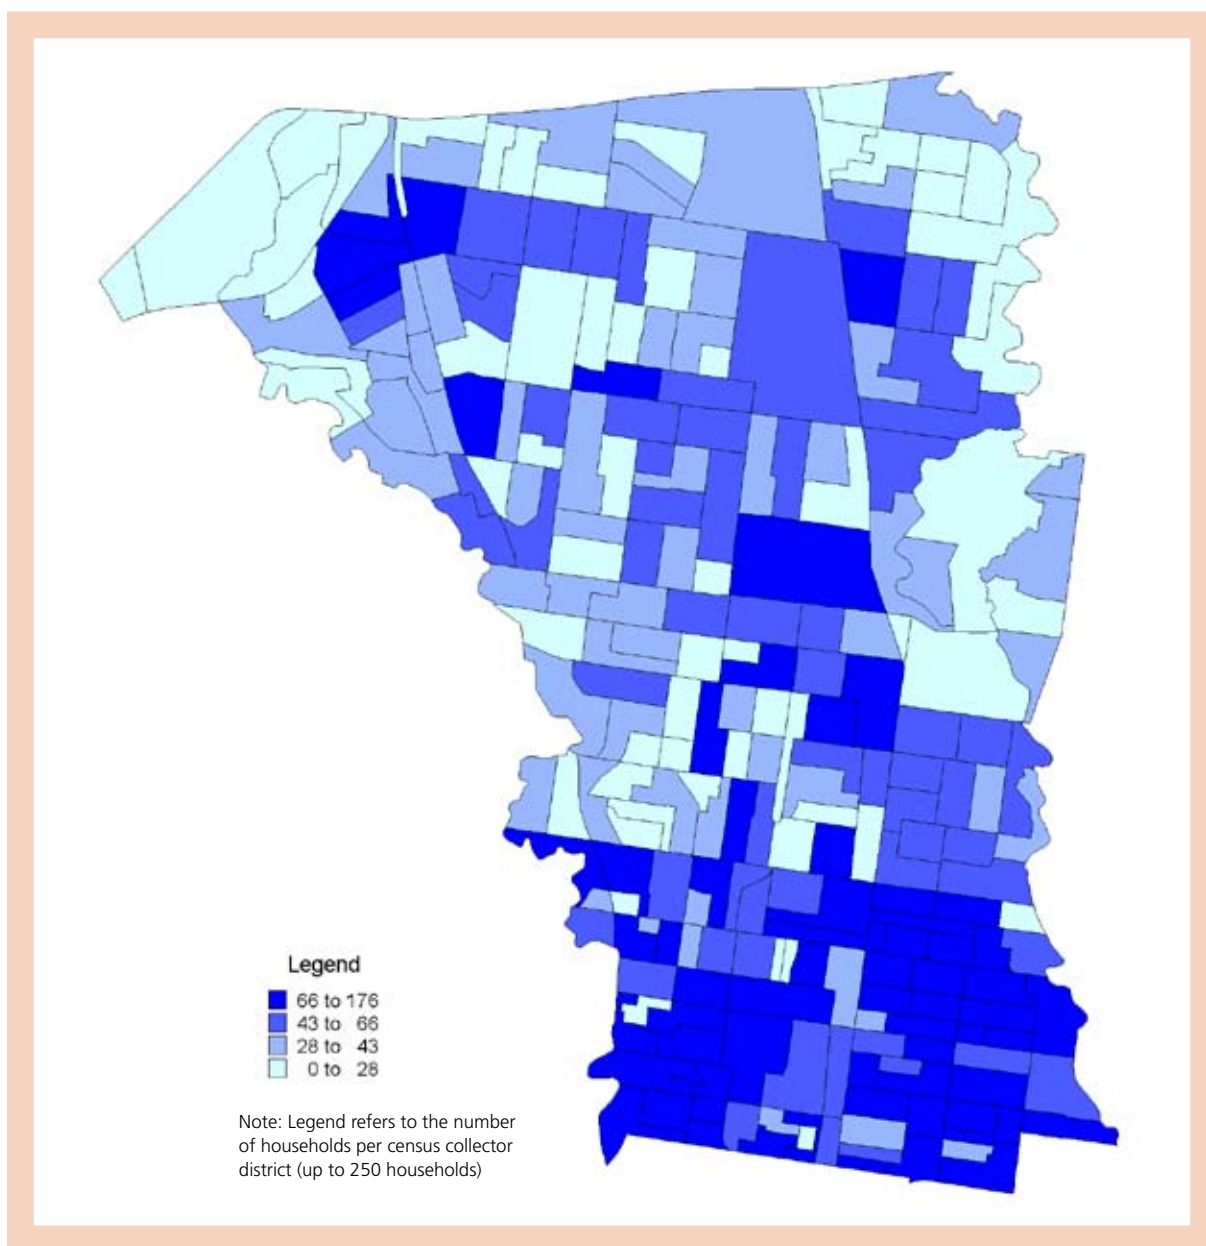 Legend
66 to 176
43 to 66
28 to 43
0 to 28
Note: Legend refers to the number
of households per census collector
district (up to 250 households)